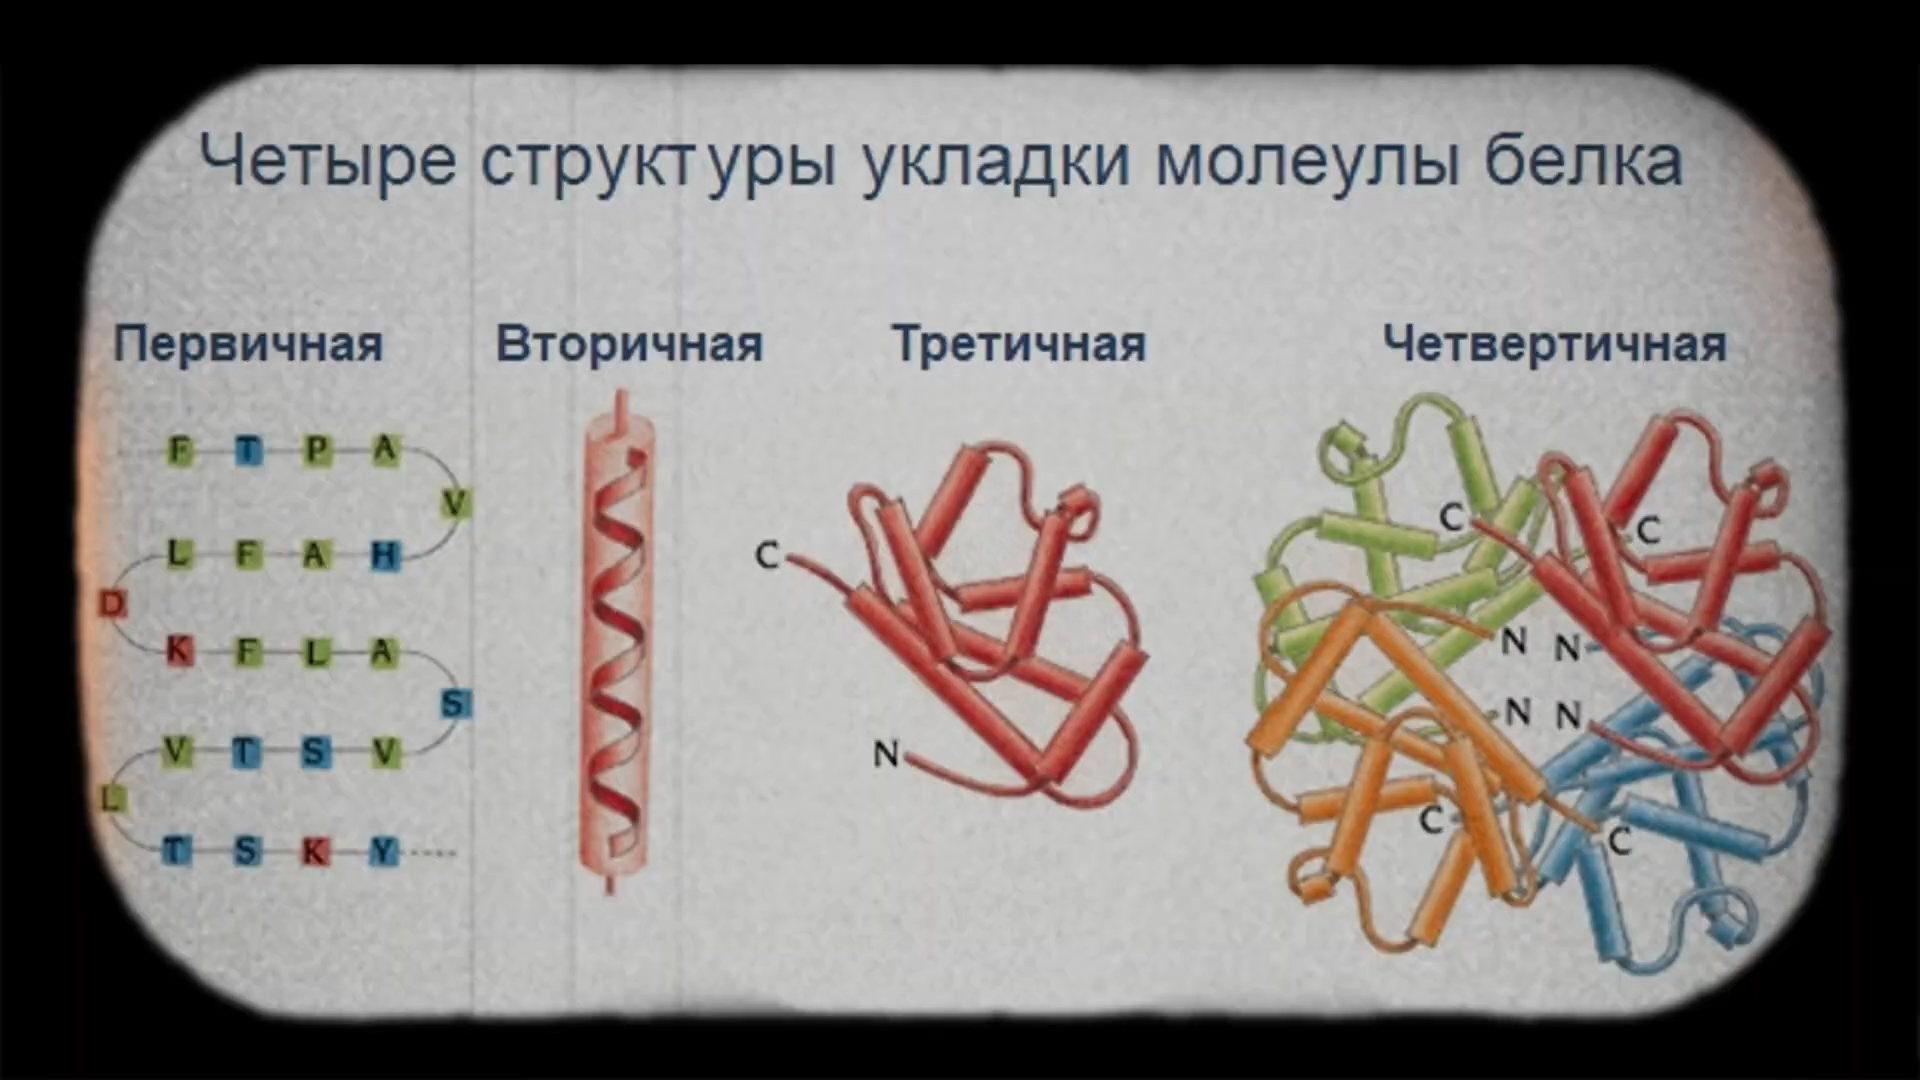 Четыре структуры укладки молеулы белка
Первичная Вторичная Третичная Четвертичная
F T P A
V
L F A H
D
K F L A
S
V T S V
L
T S K Y
C
N
C
C
N N
N N
C
C